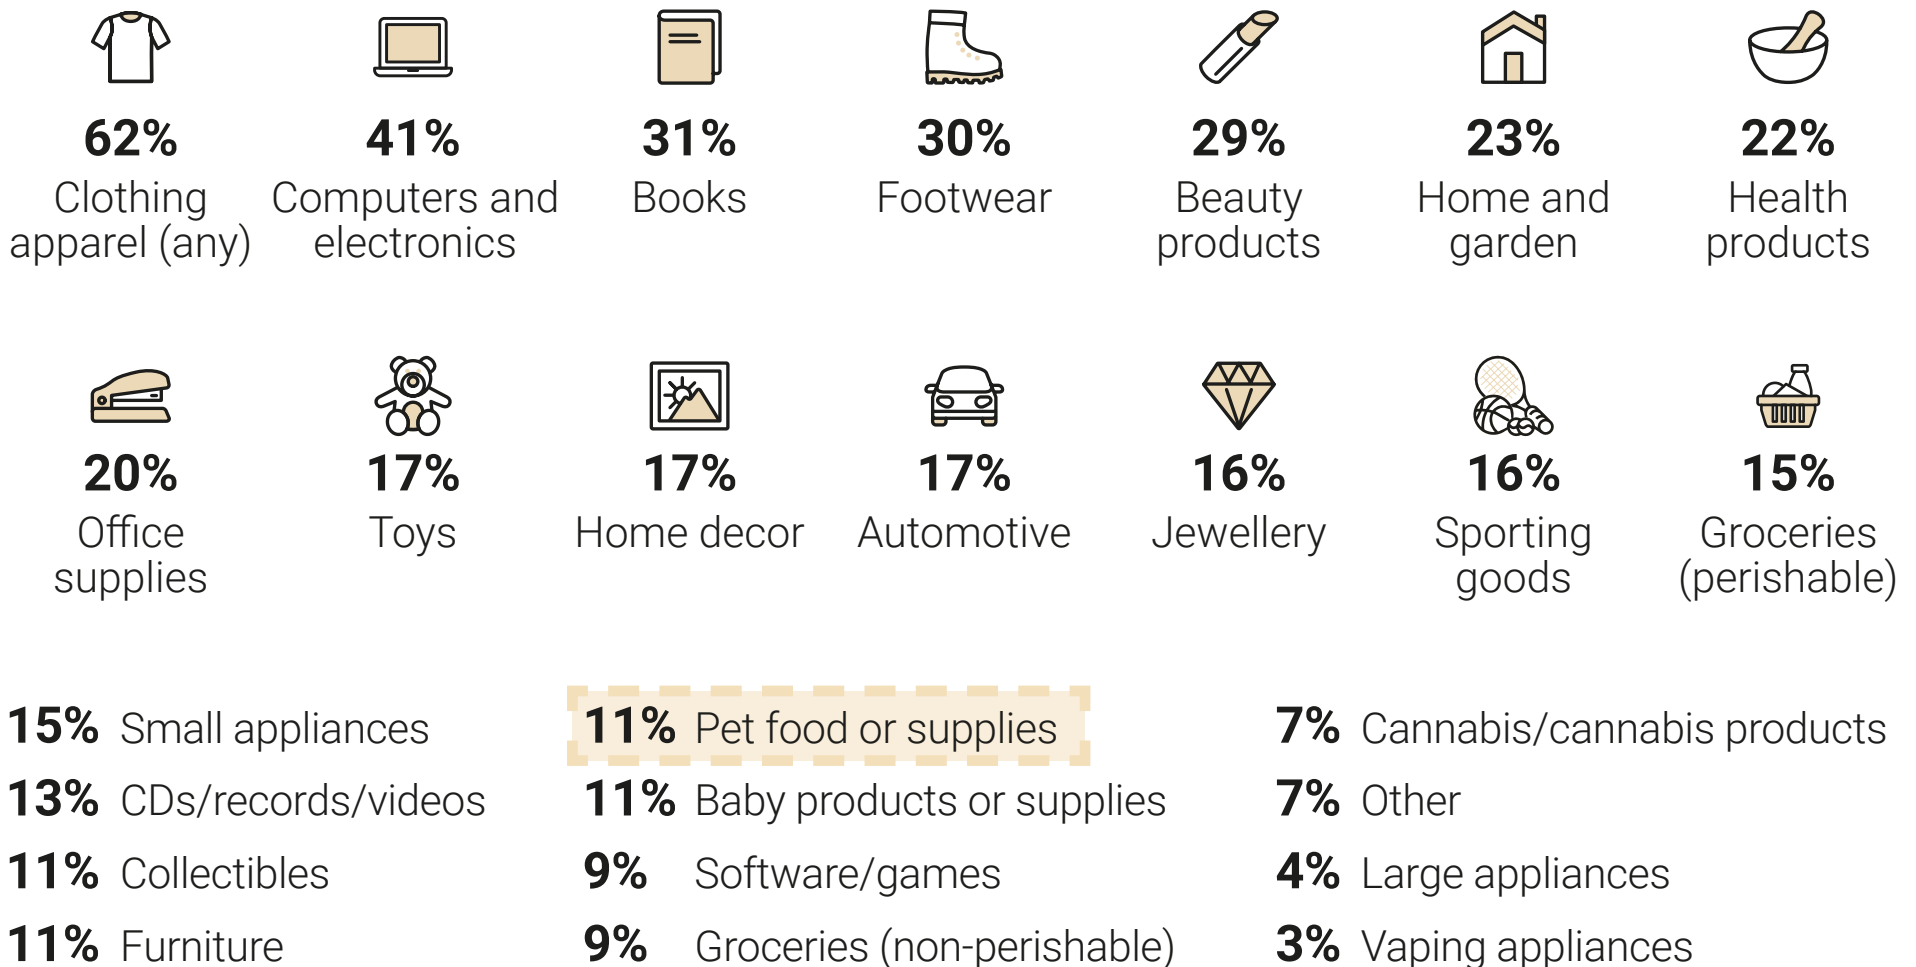 62% 41% 31% 30% 29% 23% 22%
Clothing Computers and Books Footwear Beauty Home and Health
apparel (any) electronics products garden products
20% 17% 17% 17% 16% 16% 15%
Office Toys Home decor Automotive Jewellery Sporting Groceries
supplies goods (perishable)
15% Small appliances
13% CDs/records/videos
11% Collectibles
11% Furniture
11% Pet food or supplies
11% Baby products or supplies
9% Software/games
9% Groceries (non-perishable)
7% Cannabis/cannabis products
7% Other
4% Large appliances
3% Vaping appliances